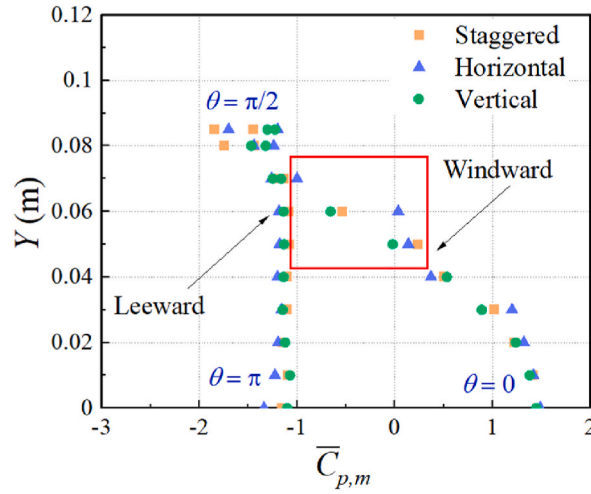 0.12
0.1
0.08
0.06
0.04
0.02
0
Y (m)
Staggered
Horizontal
Vertical
θ = π/2
Windward
Leeward
θ = π
θ = 0
-3 -2 -1 0 1 2
C̅p,m